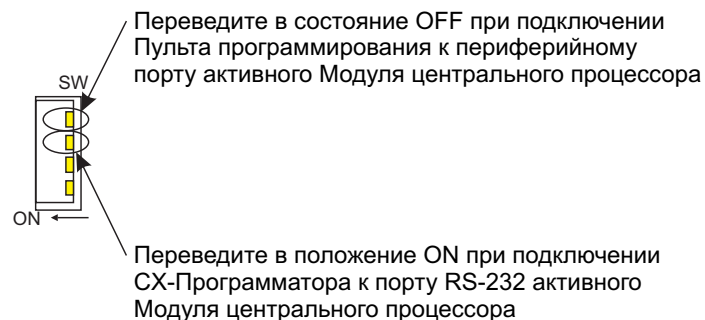 Переведите в состояние OFF при подключении
Пульта программирования к периферийному
порту активного Модуля центрального процессора
SW
ON
Переведите в положение ON при подключении
CX-Программатора к порту RS-232 активного
Модуля центрального процессора